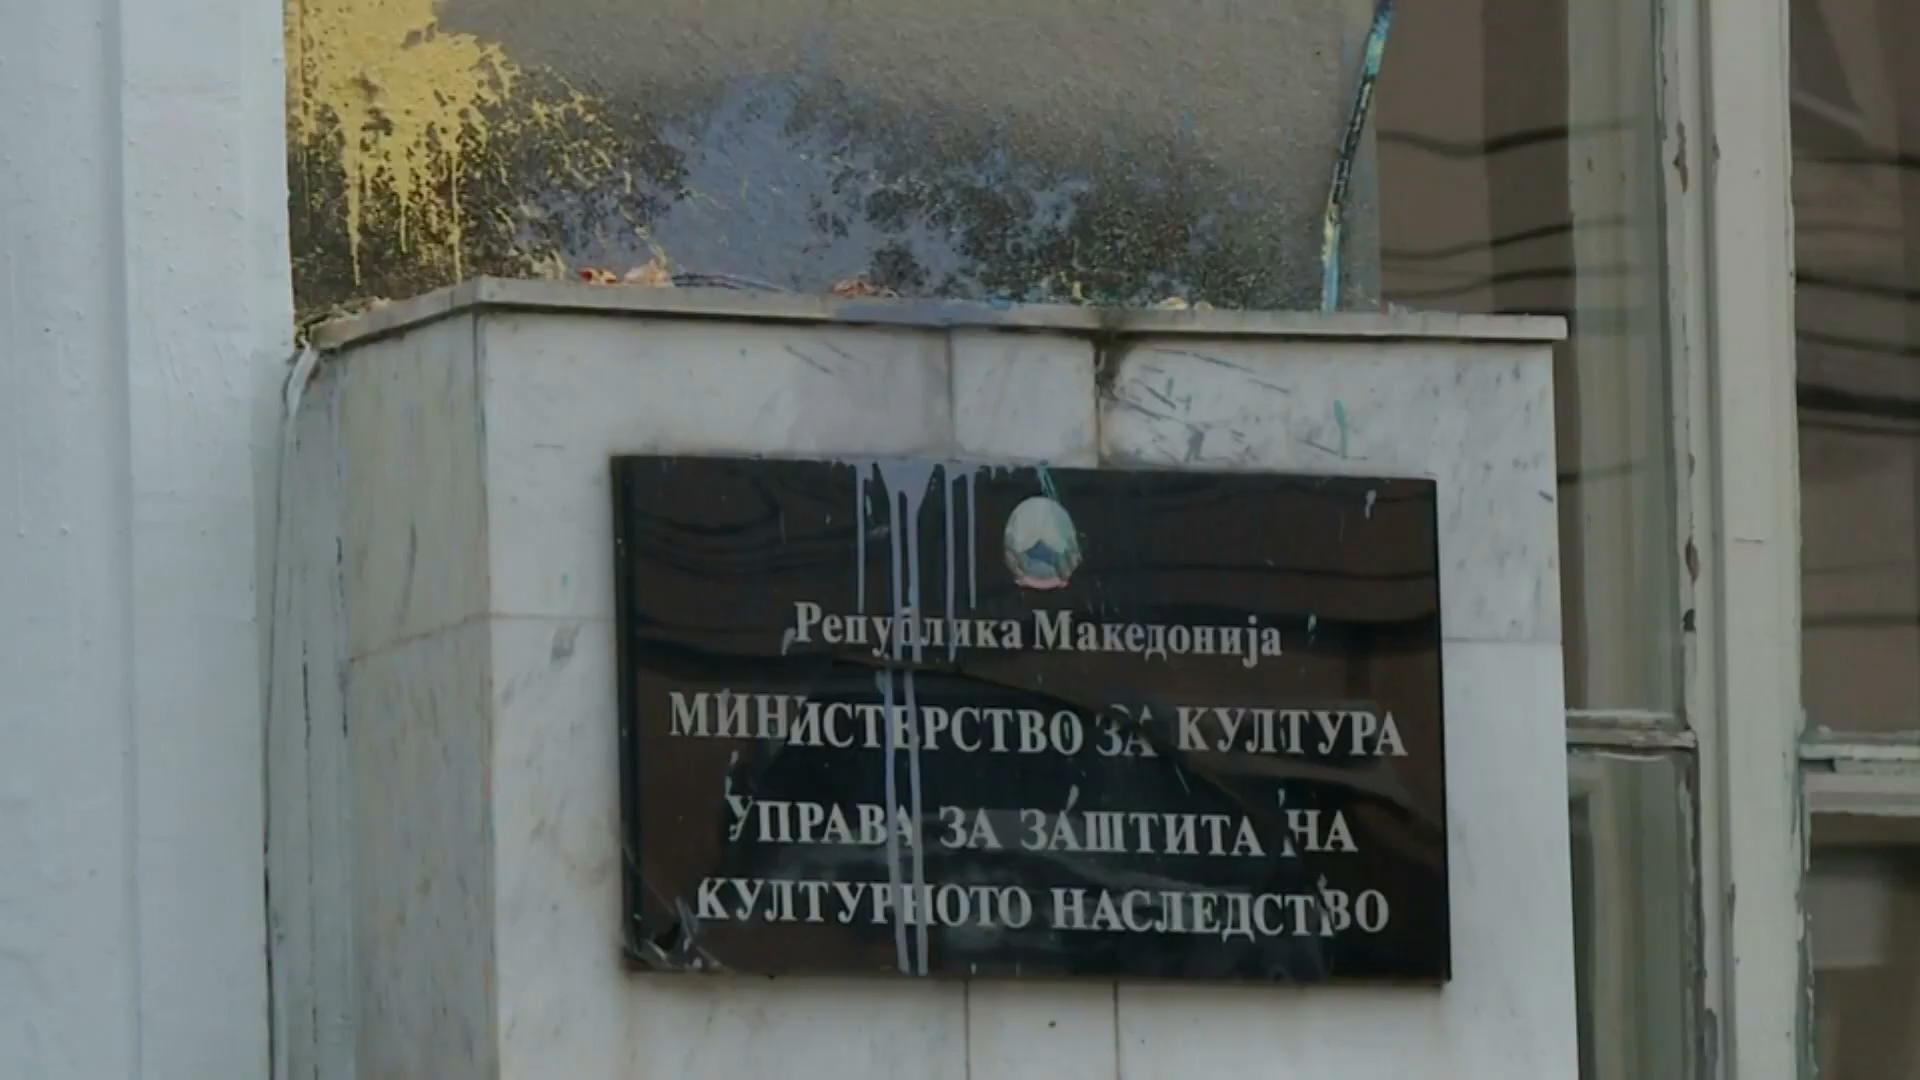 Република Македонија
МИНИСТЕРСТВО ЗА КУЛТУРА
УПРАВА ЗА ЗАШТИТА НА
КУЛТУРНОТО НАСЛЕДСТВО